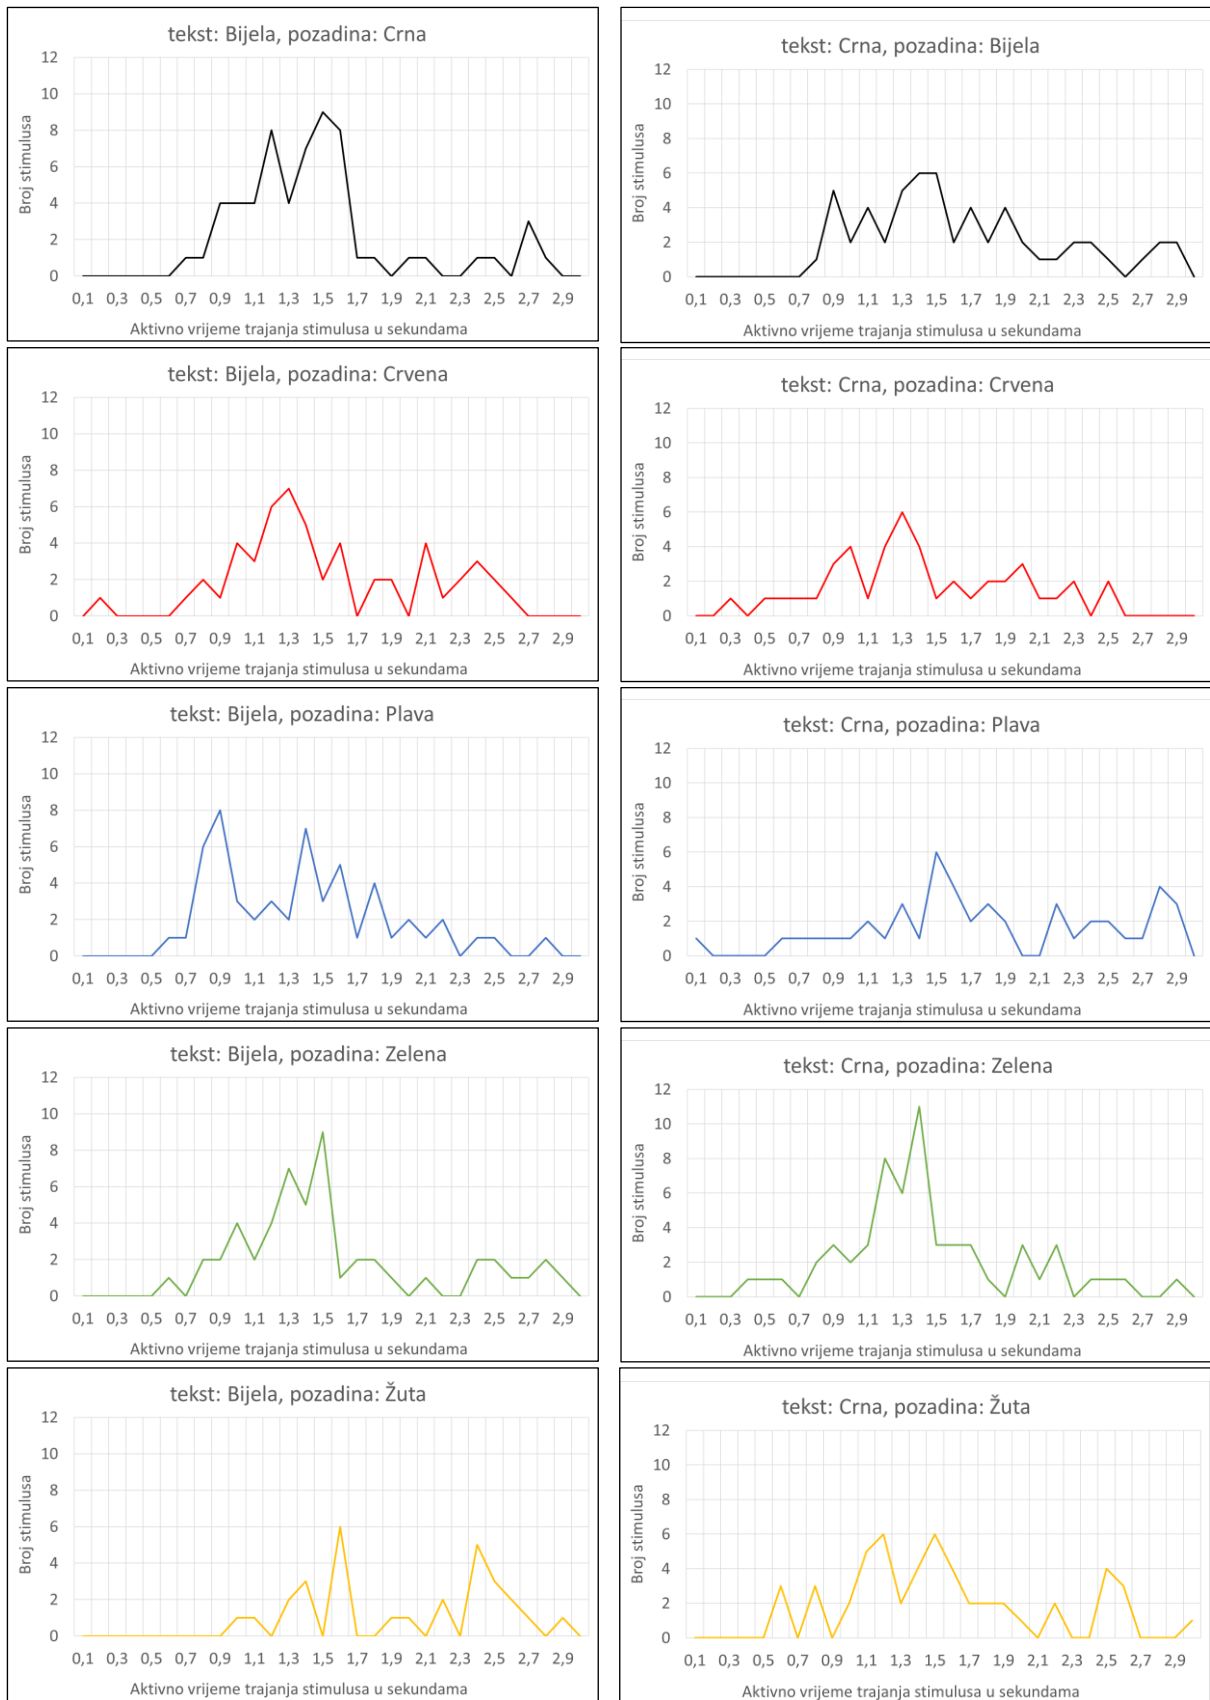 tekst: Bijela, pozadina: Crna
12
10
8
6
4
2
0
Broj stimulusa
0,1 0,3 0,5 0,7 0,9 1,1 1,3 1,5 1,7 1,9 2,1 2,3 2,5 2,7 2,9
Aktivno vrijeme trajanja stimulusa u sekundama
tekst: Crna, pozadina: Bijela
12
10
8
6
4
2
0
Broj stimulusa
0,1 0,3 0,5 0,7 0,9 1,1 1,3 1,5 1,7 1,9 2,1 2,3 2,5 2,7 2,9
Aktivno vrijeme trajanja stimulusa u sekundama
tekst: Bijela, pozadina: Crvena
12
10
8
6
4
2
0
Broj stimulusa
0,1 0,3 0,5 0,7 0,9 1,1 1,3 1,5 1,7 1,9 2,1 2,3 2,5 2,7 2,9
Aktivno vrijeme trajanja stimulusa u sekundama
tekst: Crna, pozadina: Crvena
12
10
8
6
4
2
0
Broj stimulusa
0,1 0,3 0,5 0,7 0,9 1,1 1,3 1,5 1,7 1,9 2,1 2,3 2,5 2,7 2,9
Aktivno vrijeme trajanja stimulusa u sekundama
tekst: Bijela, pozadina: Plava
12
10
8
6
4
2
0
Broj stimulusa
0,1 0,3 0,5 0,7 0,9 1,1 1,3 1,5 1,7 1,9 2,1 2,3 2,5 2,7 2,9
Aktivno vrijeme trajanja stimulusa u sekundama
tekst: Crna, pozadina: Plava
12
10
8
6
4
2
0
Broj stimulusa
0,1 0,3 0,5 0,7 0,9 1,1 1,3 1,5 1,7 1,9 2,1 2,3 2,5 2,7 2,9
Aktivno vrijeme trajanja stimulusa u sekundama
tekst: Bijela, pozadina: Zelena
12
10
8
6
4
2
0
Broj stimulusa
0,1 0,3 0,5 0,7 0,9 1,1 1,3 1,5 1,7 1,9 2,1 2,3 2,5 2,7 2,9
Aktivno vrijeme trajanja stimulusa u sekundama
tekst: Crna, pozadina: Zelena
12
10
8
6
4
2
0
Broj stimulusa
0,1 0,3 0,5 0,7 0,9 1,1 1,3 1,5 1,7 1,9 2,1 2,3 2,5 2,7 2,9
Aktivno vrijeme trajanja stimulusa u sekundama
tekst: Bijela, pozadina: Žuta
12
10
8
6
4
2
0
Broj stimulusa
0,1 0,3 0,5 0,7 0,9 1,1 1,3 1,5 1,7 1,9 2,1 2,3 2,5 2,7 2,9
Aktivno vrijeme trajanja stimulusa u sekundama
tekst: Crna, pozadina: Žuta
12
10
8
6
4
2
0
Broj stimulusa
0,1 0,3 0,5 0,7 0,9 1,1 1,3 1,5 1,7 1,9 2,1 2,3 2,5 2,7 2,9
Aktivno vrijeme trajanja stimulusa u sekundama